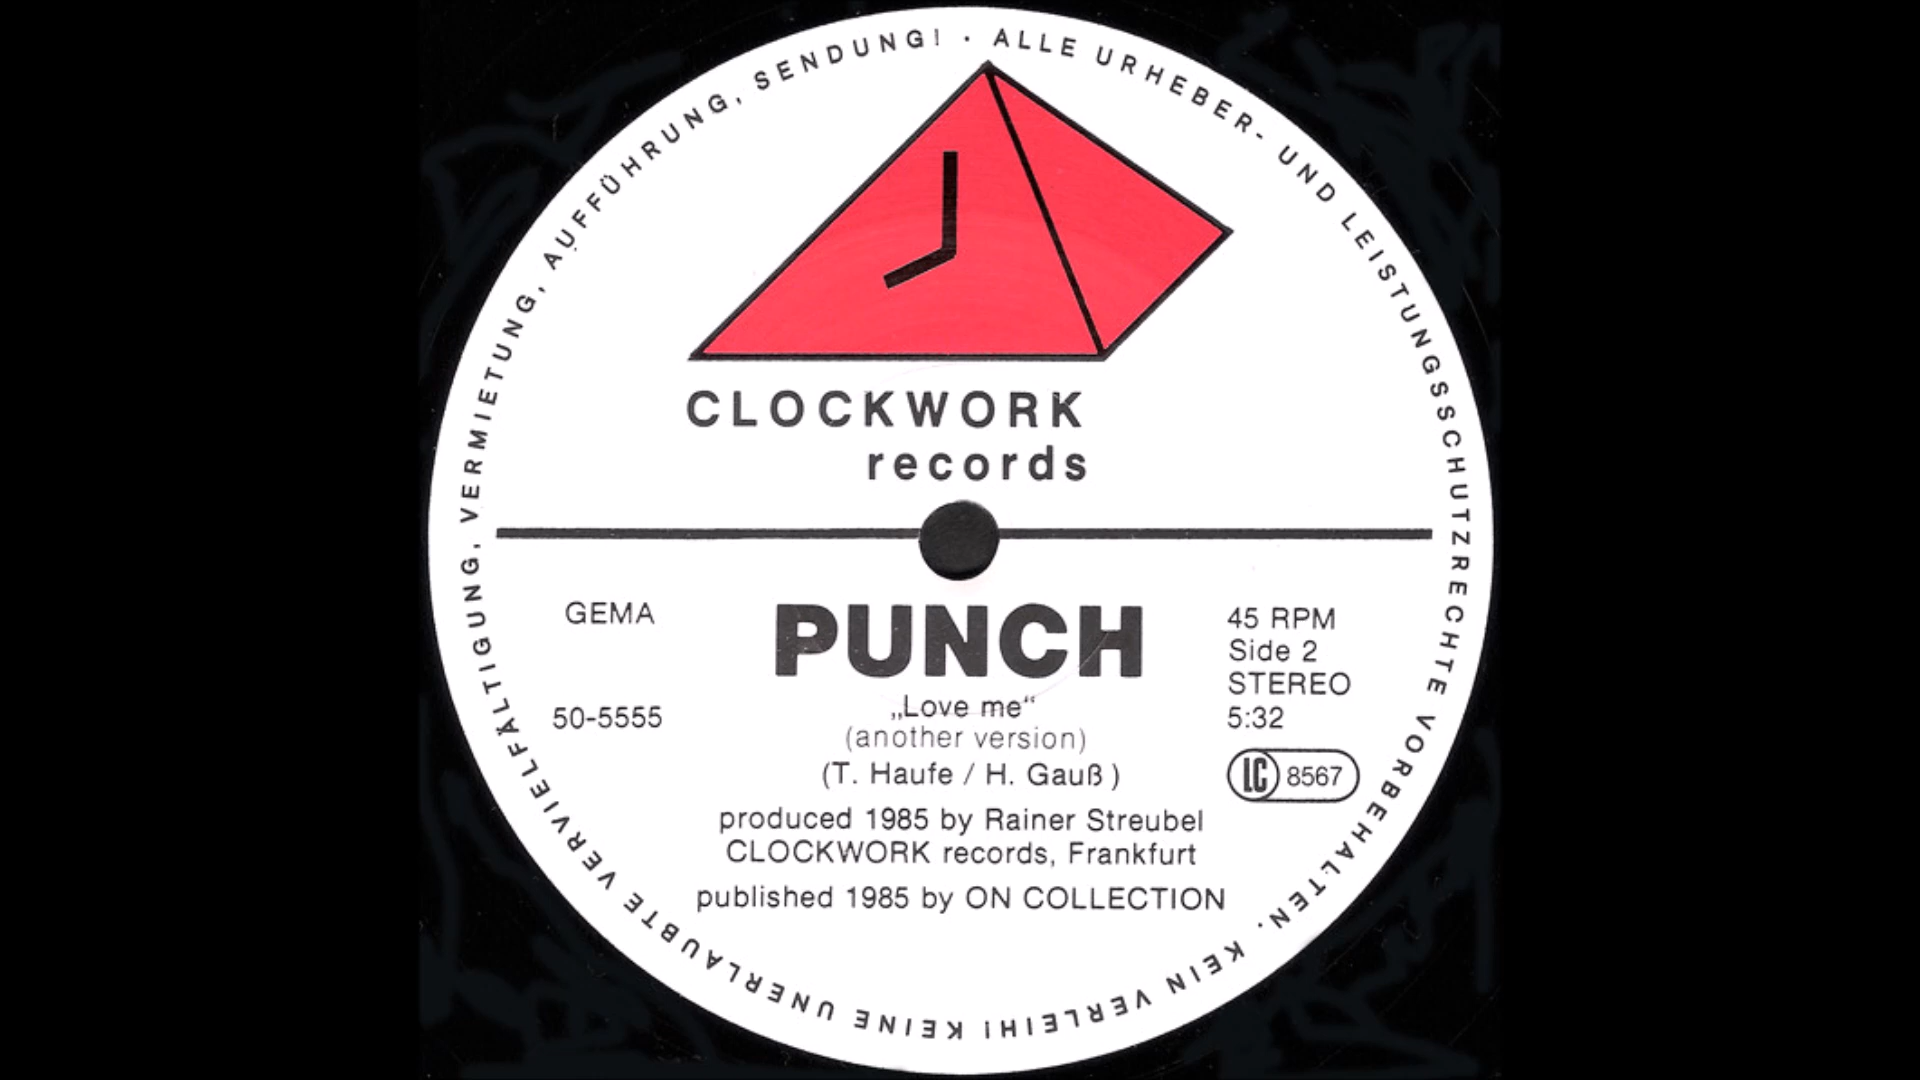 ALLE URHEBER- UND LEISTUNGSSCHUTZRECHTE VORBEHALTEN. KEIN VERLEIH! KEINE UNERLAUBTE VERVIELFÄLTIGUNG, VERMIETUNG, AUFFÜHRUNG, SENDUNG! ·
CLOCKWORK
records
GEMA
50-5555
PUNCH
„Love me“
(another version)
(T. Haufe / H. Gauß)
produced 1985 by Rainer Streubel
CLOCKWORK records, Frankfurt
published 1985 by ON COLLECTION
45 RPM
Side 2
STEREO
5:32
LC 8567